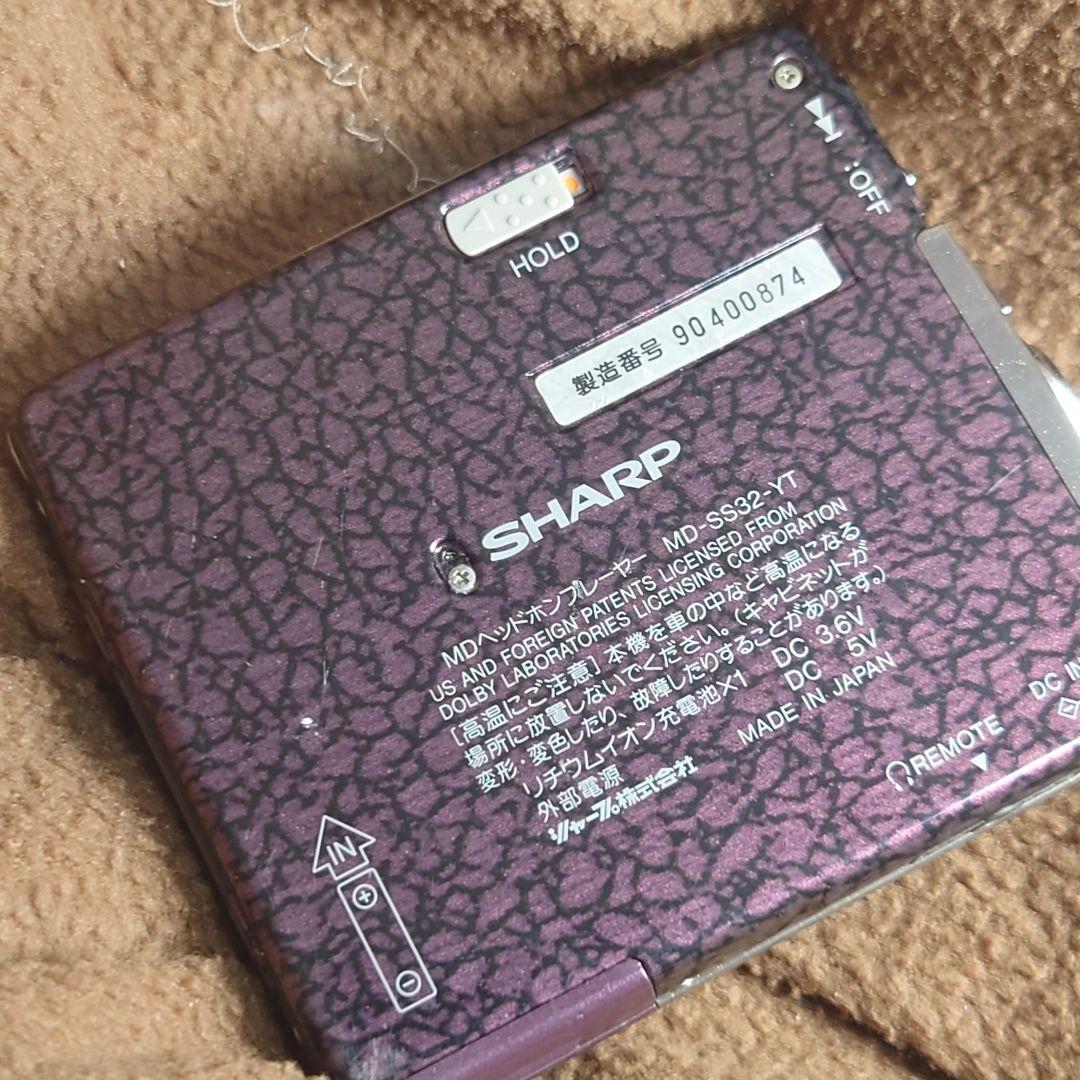 :OFF
HOLD
製造番号 90400874
SHARP
MDヘッドホンプレーヤー MD-SS32-YT
US AND FOREIGN PATENTS LICENSED FROM
DOLBY LABORATORIES LICENSING CORPORATION
[高温にご注意] 本機を車の中など高温になる
場所に放置しないでください。(キャビネットが
変形・変色したり、故障したりすることがあります。)
リチウムイオン充電池×1 DC 3.6V
外部電源 DC 5V
シャープ株式会社 MADE IN JAPAN
DC IN
REMOTE
IN
+
−